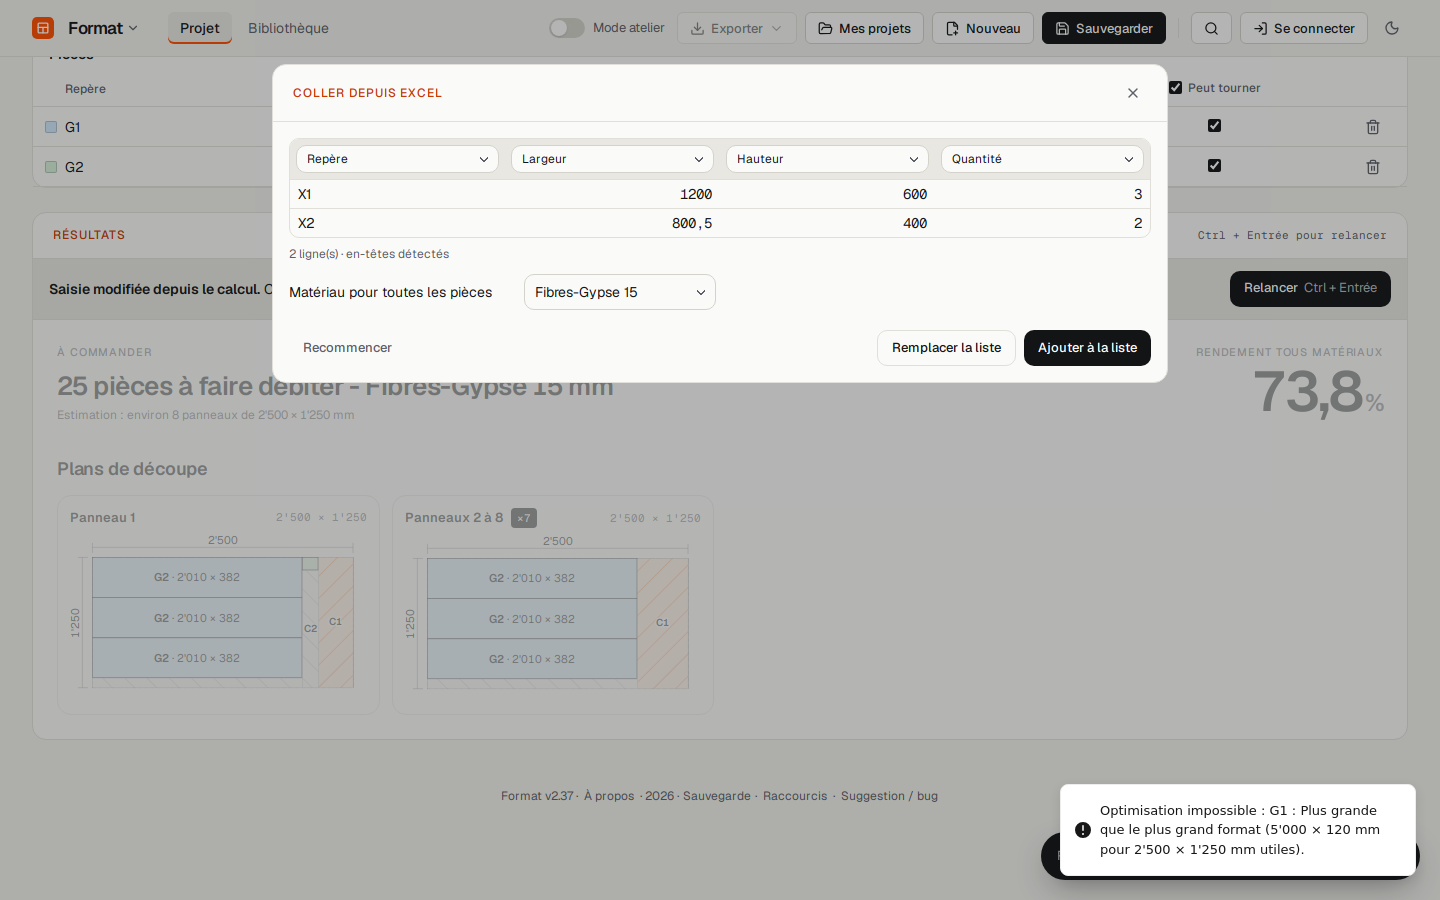 Format
Projet
Bibliothèque
Mode atelier
Exporter
Mes projets
Nouveau
Sauvegarder
Se connecter
Repère
Peut tourner
G1
G2
COLLER DEPUIS EXCEL
Repère
Largeur
Hauteur
Quantité
X1
1200
600
3
X2
800,5
400
2
2 ligne(s) · en-têtes détectés
Matériau pour toutes les pièces
Fibres-Gypse 15
Recommencer
Remplacer la liste
Ajouter à la liste
RÉSULTATS
Ctrl + Entrée pour relancer
Saisie modifiée depuis le calcul.
Relancer Ctrl + Entrée
À COMMANDER
25 pièces à faire débiter - Fibres-Gypse 15 mm
Estimation : environ 8 panneaux de 2'500 × 1'250 mm
RENDEMENT TOUS MATÉRIAUX
73,8%
Plans de découpe
Panneau 1
2'500 × 1'250
2'500
1'250
G2 · 2'010 × 382
G2 · 2'010 × 382
G2 · 2'010 × 382
C2
C1
Panneaux 2 à 8
×7
2'500 × 1'250
2'500
1'250
G2 · 2'010 × 382
G2 · 2'010 × 382
G2 · 2'010 × 382
C1
Format v2.37 · À propos · 2026 · Sauvegarde · Raccourcis · Suggestion / bug
Optimisation impossible : G1 : Plus grande
que le plus grand format (5'000 × 120 mm
pour 2'500 × 1'250 mm utiles).